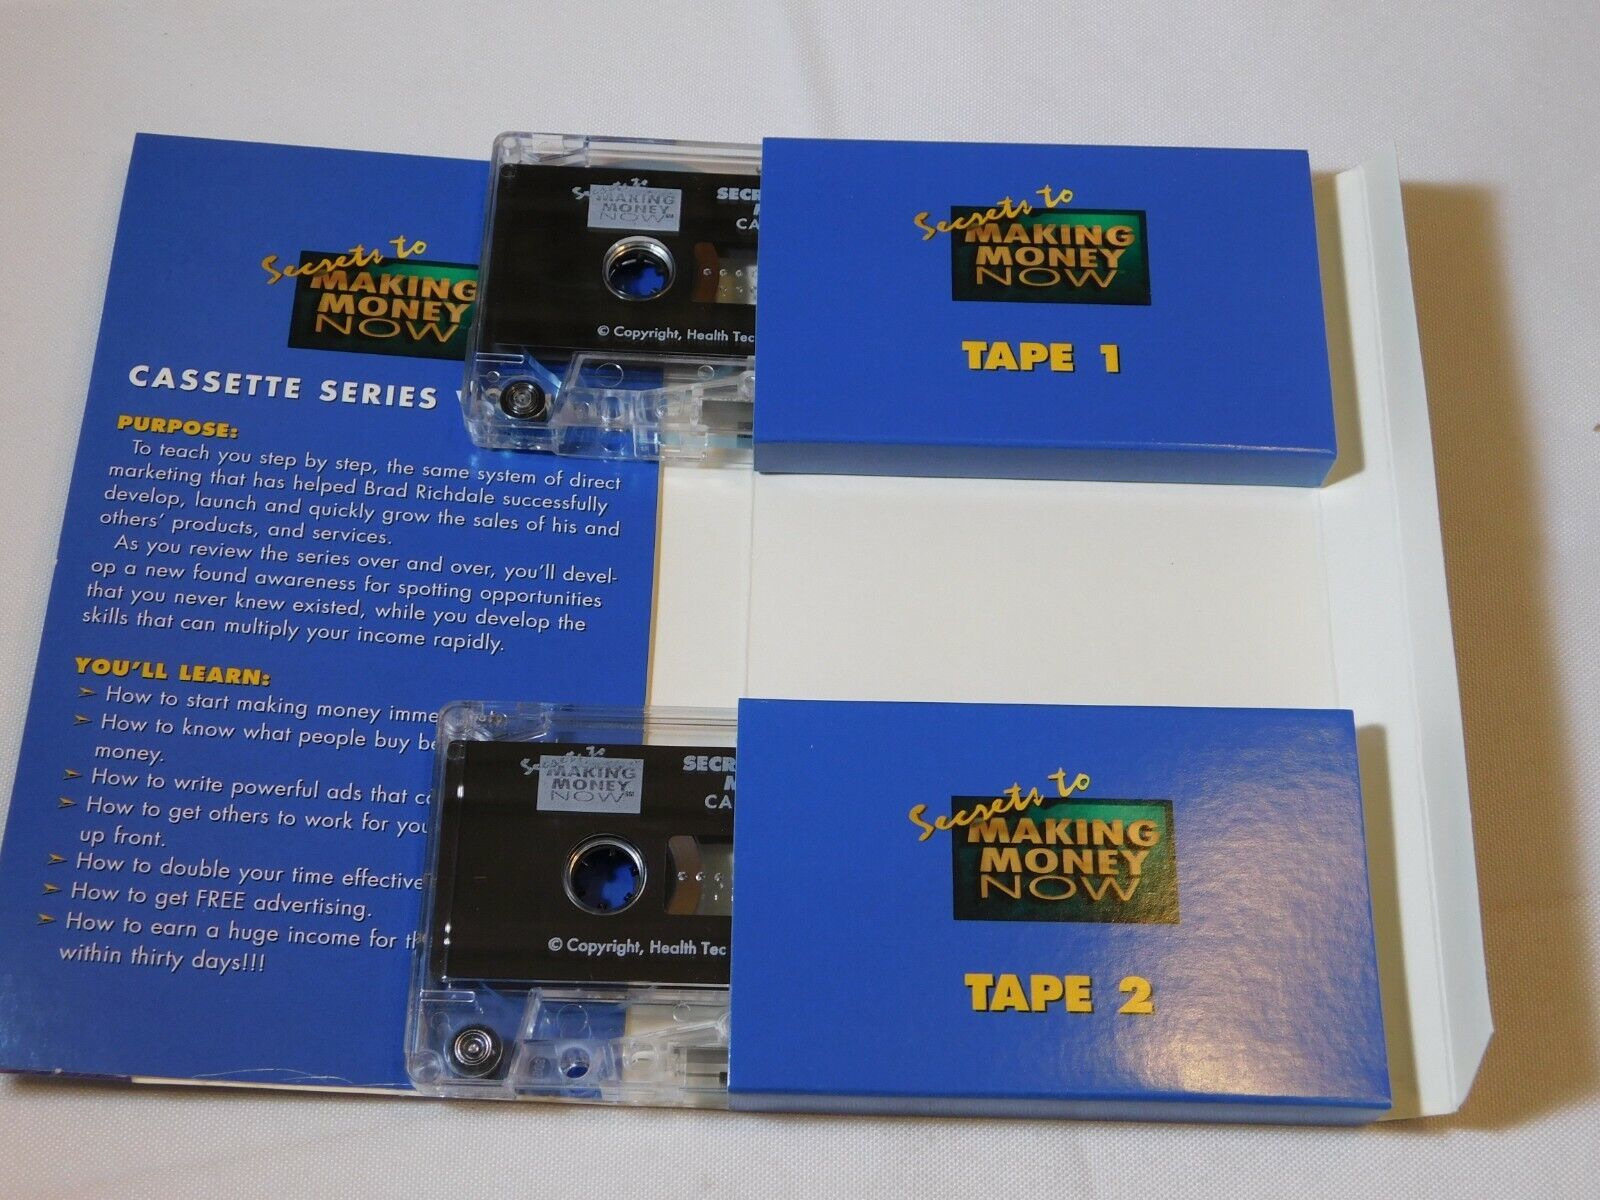 Secrets to
MAKING
MONEY
NOW
CASSETTE SERIES
PURPOSE:
To teach you step by step, the same system of direct
marketing that has helped Brad Richdale successfully
develop, launch and quickly grow the sales of his and
others' products, and services.
As you review the series over and over, you'll devel-
op a new found awareness for spotting opportunities
that you never knew existed, while you develop the
skills that can multiply your income rapidly.
YOU'LL LEARN:
➤ How to start making money
➤ How to know what people buy
money.
➤ How to write powerful ads that
➤ How to get others to work for you
up front.
➤ How to double your time
➤ How to get FREE advertising.
➤ How to earn a huge income for
within thirty days!!!
Secrets to
MAKING
MONEY
NOW SM
SECR
CA
© Copyright, Health Tec
Secrets to
MAKING
MONEY
NOW
TAPE 1
Secrets to
MAKING
MONEY
NOW SM
SECR
CA
© Copyright, Health Tec
Secrets to
MAKING
MONEY
NOW
TAPE 2